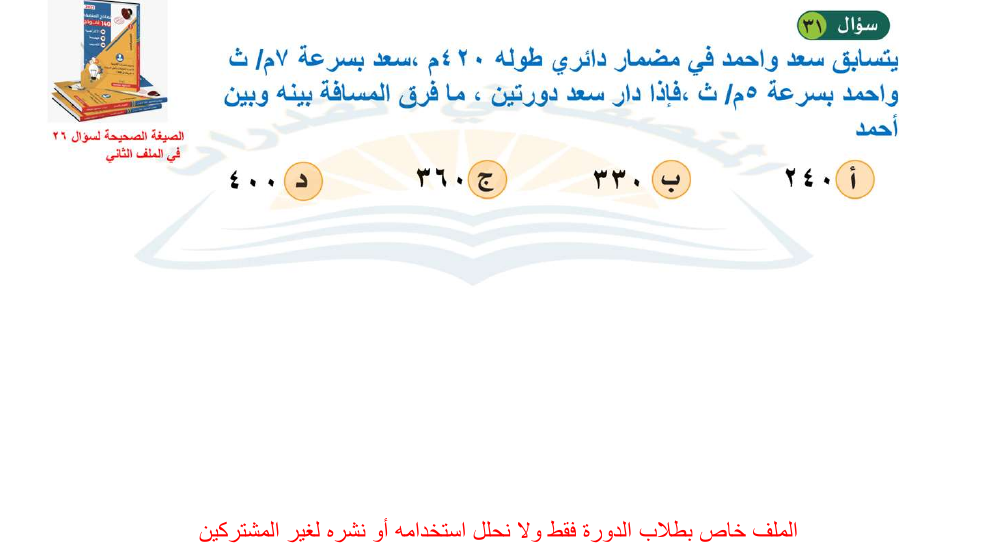 سؤال ٣١
يتسابق سعد واحمد في مضمار دائري طوله ٤٢٠م ،سعد بسرعة ٧م/ ث
واحمد بسرعة ٥م/ ث ،فإذا دار سعد دورتين ، ما فرق المسافة بينه وبين
أحمد
الصيغة الصحيحة لسؤال ٢٦
في الملف الثاني
أ ٢٤٠ ب ٣٣٠ ج ٣٦٠ د ٤٠٠
الملف خاص بطلاب الدورة فقط ولا نحلل استخدامه أو نشره لغير المشتركين